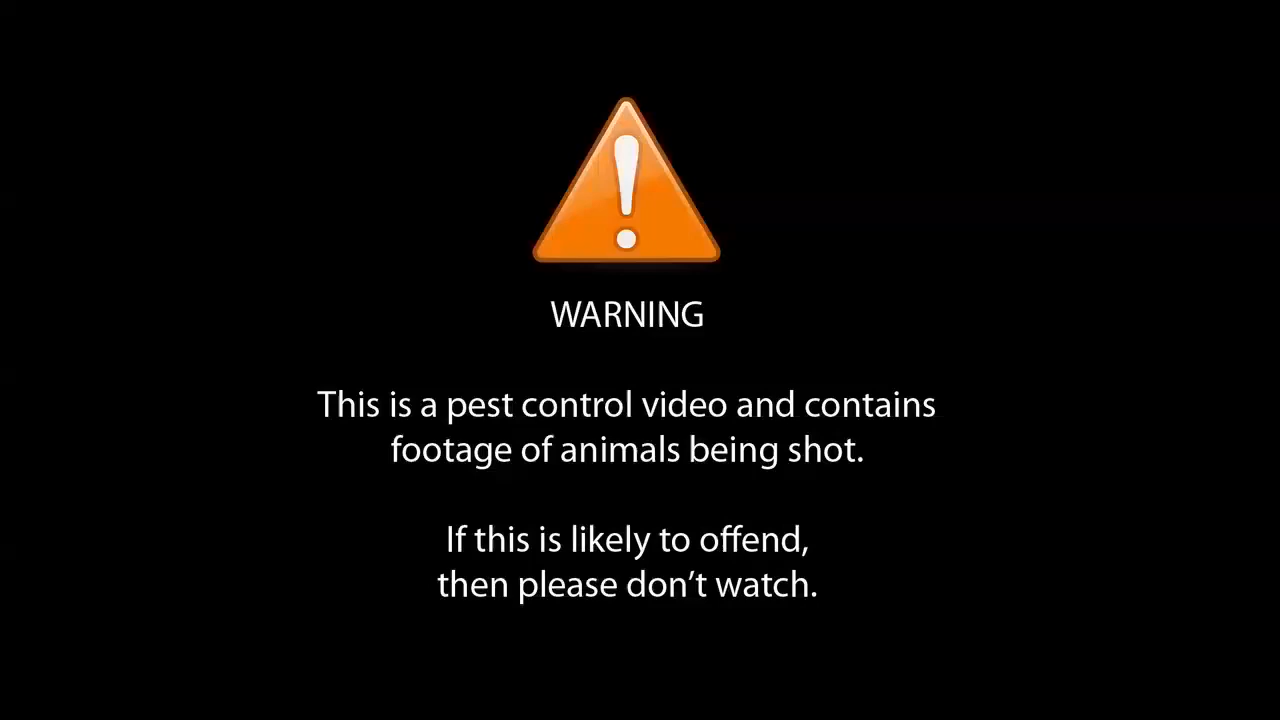 WARNING
This is a pest control video and contains
footage of animals being shot.
If this is likely to offend,
then please don’t watch.